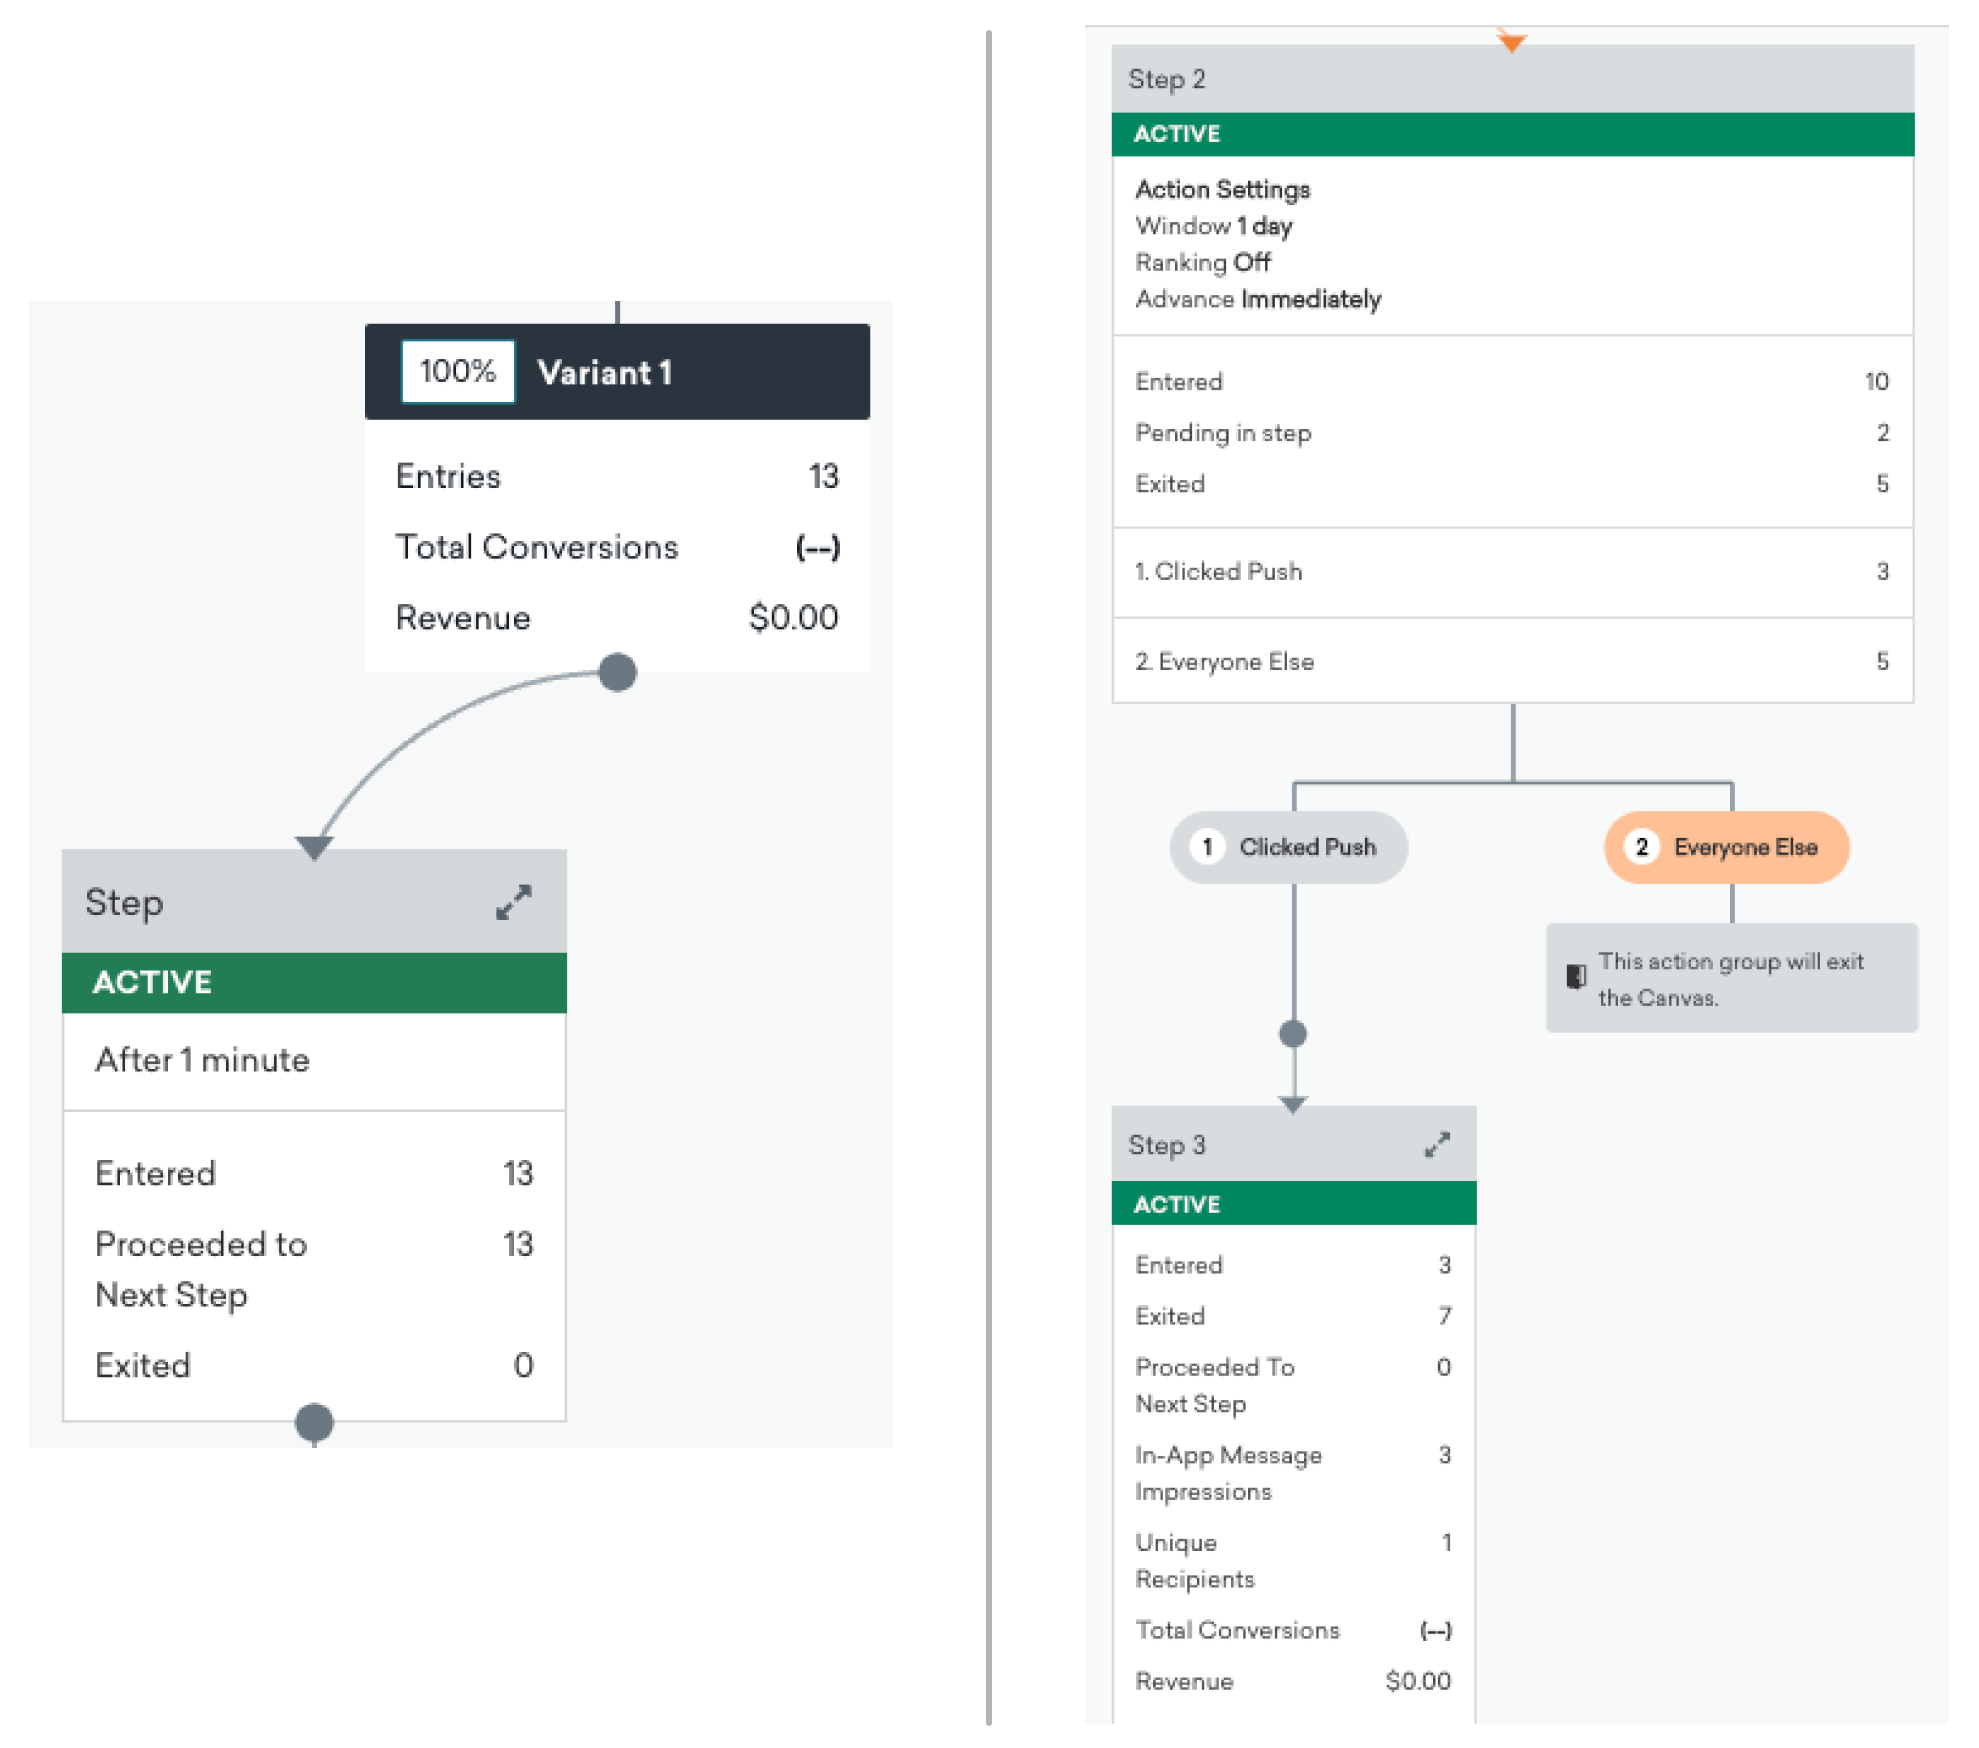 100% Variant 1
Entries 13
Total Conversions (--)
Revenue $0.00
Step
ACTIVE
After 1 minute
Entered 13
Proceeded to 13
Next Step
Exited 0
Step 2
ACTIVE
Action Settings
Window 1 day
Ranking Off
Advance Immediately
Entered 10
Pending in step 2
Exited 5
1. Clicked Push 3
2. Everyone Else 5
1 Clicked Push
2 Everyone Else
This action group will exit
the Canvas.
Step 3
ACTIVE
Entered 3
Exited 7
Proceeded To 0
Next Step
In-App Message 3
Impressions
Unique 1
Recipients
Total Conversions (--)
Revenue $0.00